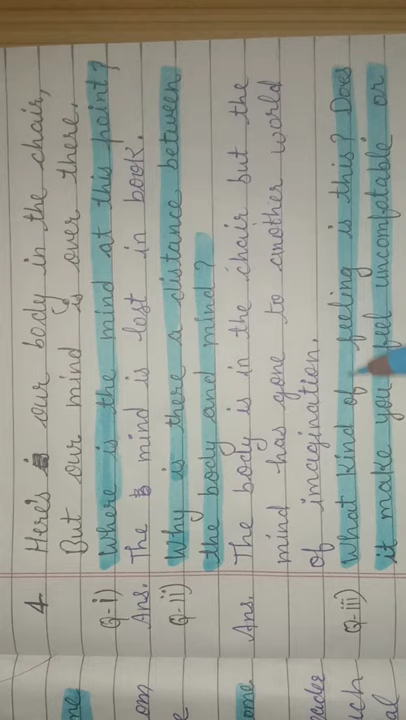 4. Here's our body in the chair,
But our mind is over there.
Q-i) Where is the mind at this point?
Ans. The mind is lost in book.
Q-ii) Why is there a distance between
the body and mind?
Ans. The body is in the chair but the
mind has gone to another world
of imagination.
Q-iii) What kind of feeling is this? Does
it make you feel uncomfotable or